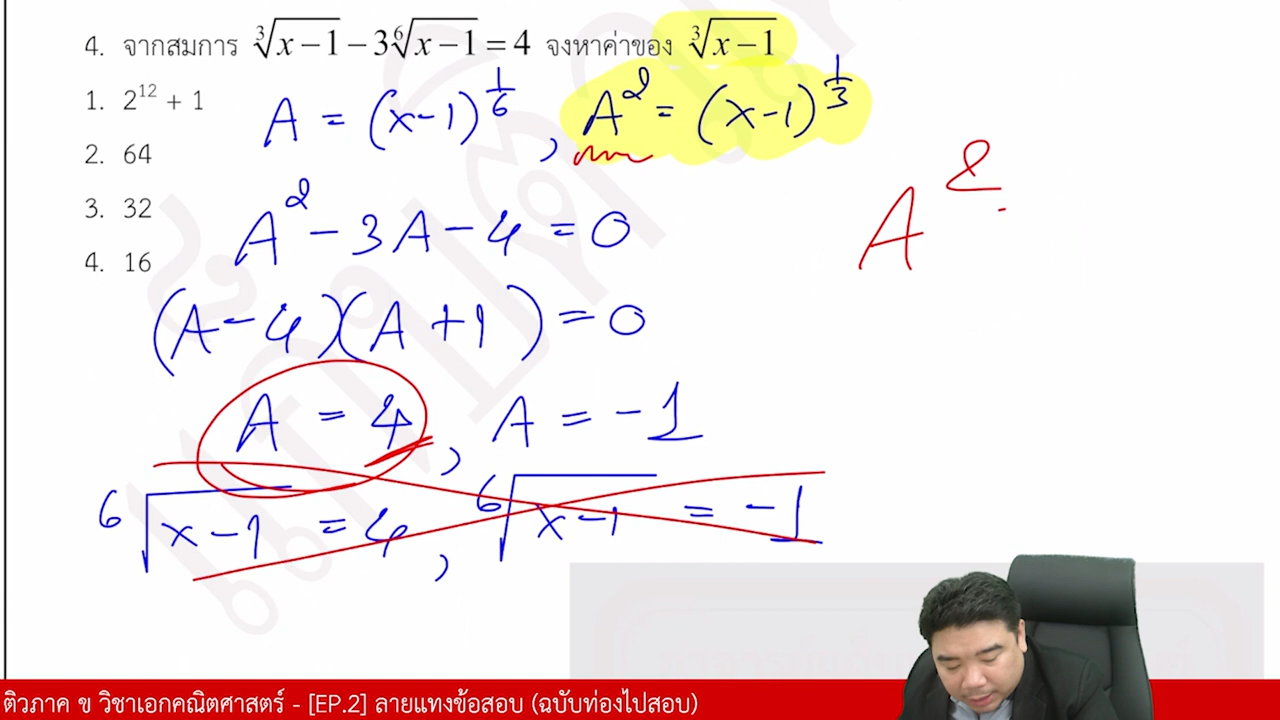 4. จากสมการ ∛(x−1) − 3⁶√(x−1) = 4 จงหาค่าของ ∛(x−1)
1. 2¹² + 1
A = (x-1)^(1/6) , A² = (x-1)^(1/3)
2. 64
A²
3. 32
A² - 3A - 4 = 0
4. 16
(A-4)(A+1) = 0
A = 4 , A = -1
⁶√(x-1) = 4 , ⁶√(x-1) = -1
ติวภาค ข วิชาเอกคณิตศาสตร์ - [EP.2] ลายแทงข้อสอบ (ฉบับท่องไปสอบ)